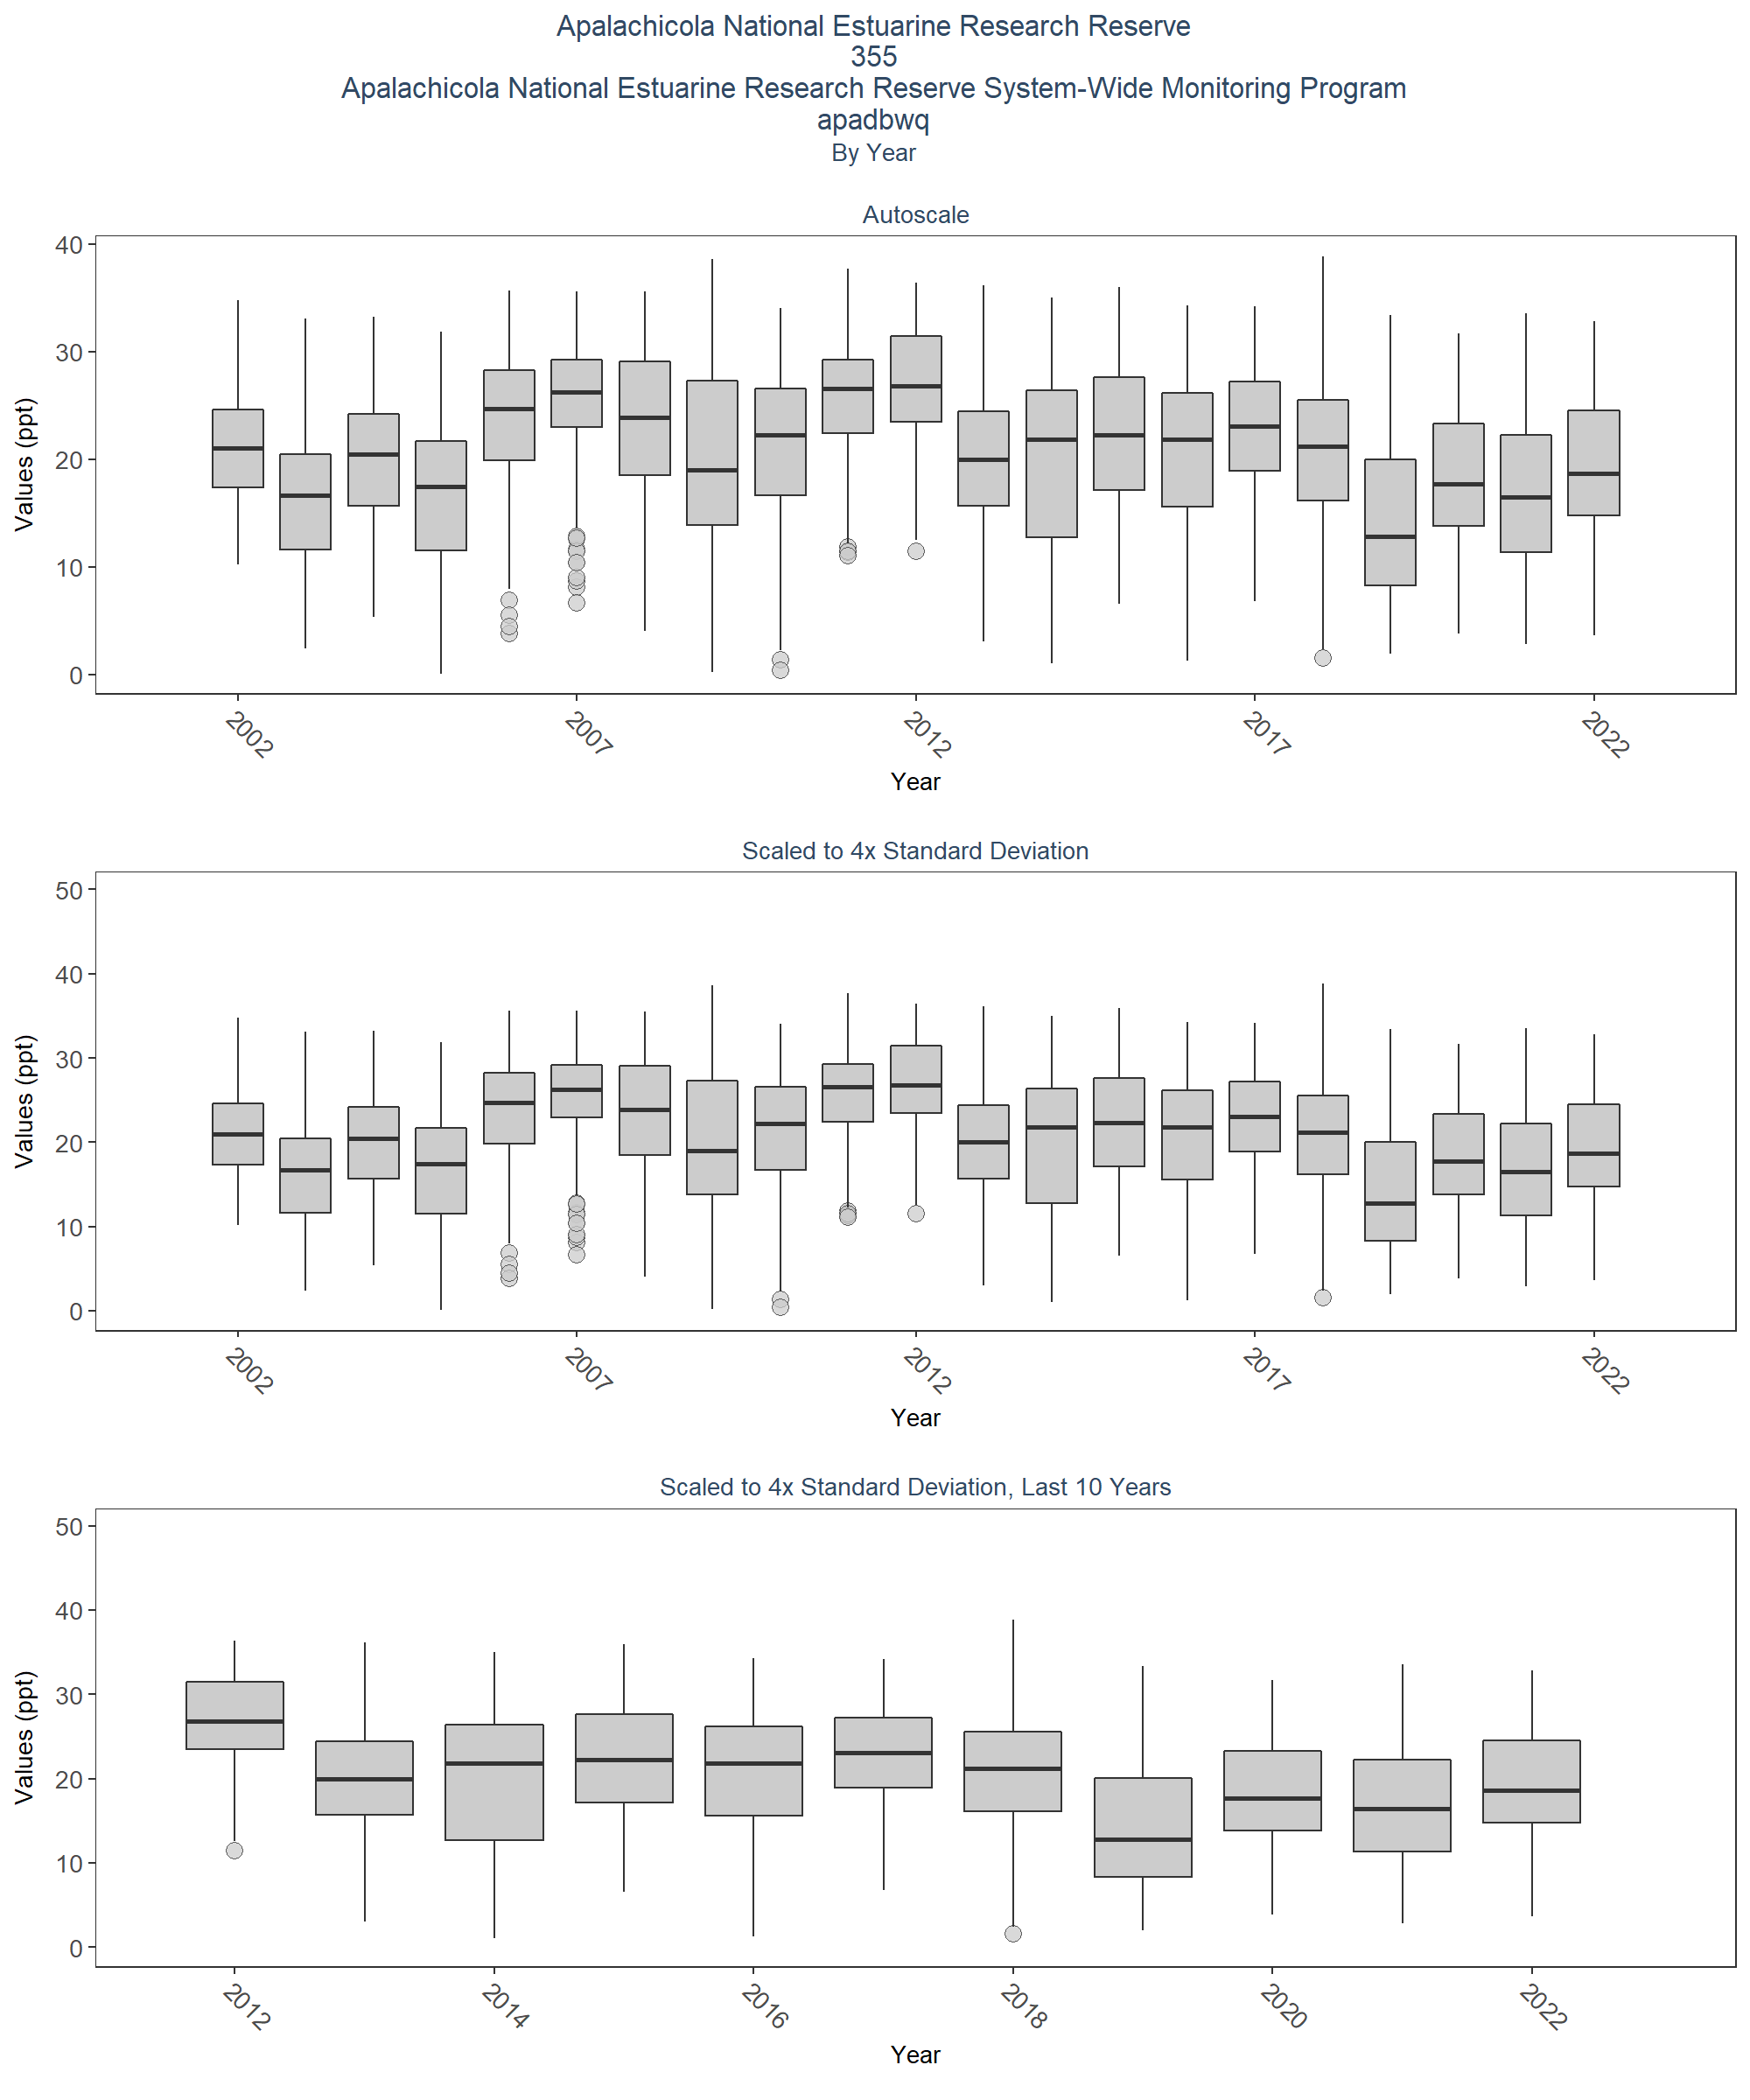 Apalachicola National Estuarine Research Reserve
355
Apalachicola National Estuarine Research Reserve System-Wide Monitoring Program
apadbwq
By Year
Autoscale
40
30
20
10
0
Values (ppt)
2002 2007 2012 2017 2022
Year
Scaled to 4x Standard Deviation
50
40
30
20
10
0
Values (ppt)
2002 2007 2012 2017 2022
Year
Scaled to 4x Standard Deviation, Last 10 Years
50
40
30
20
10
0
Values (ppt)
2012 2014 2016 2018 2020 2022
Year